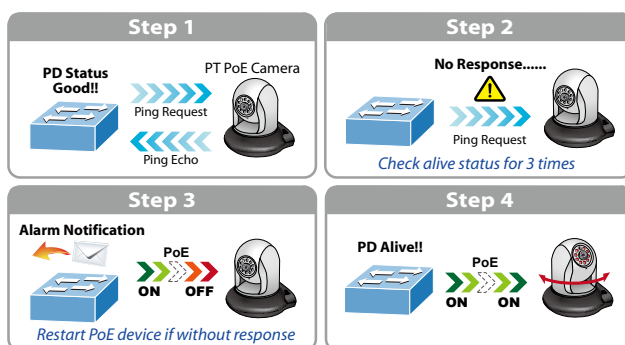 Step 1
PD Status
Good!!
PT PoE Camera
Ping Request
Ping Echo
Step 2
No Response......
Ping Request
Check alive status for 3 times
Step 3
Alarm Notification
PoE
ON OFF
Restart PoE device if without response
Step 4
PD Alive!!
PoE
ON ON